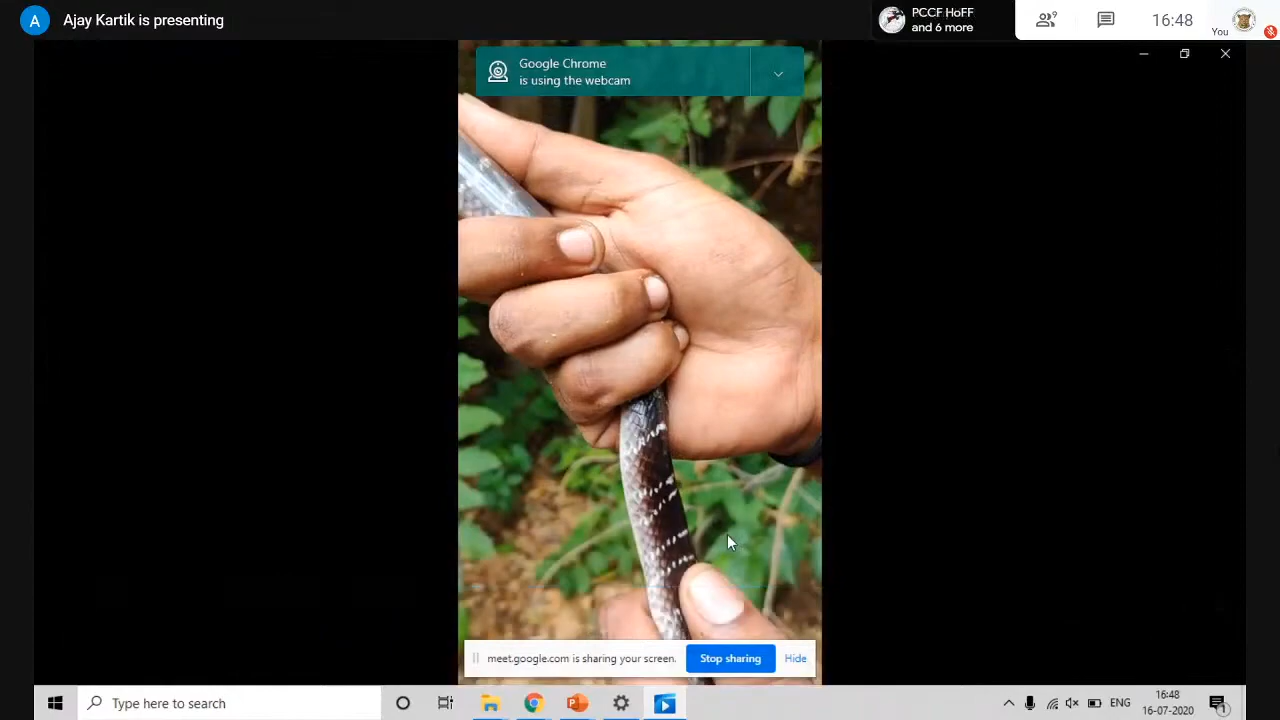 A
Ajay Kartik is presenting
PCCF HoFF
and 6 more
9
16:48
You
Google Chrome
is using the webcam
meet.google.com is sharing your screen.
Stop sharing
Hide
Type here to search
ENG
16:48
16-07-2020
1